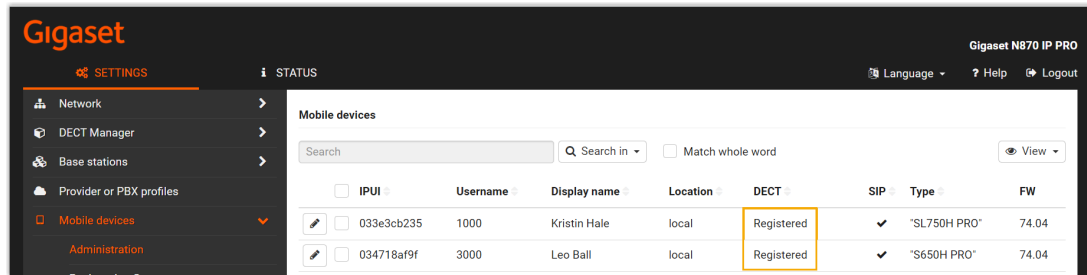 Gigaset
Gigaset N870 IP PRO
SETTINGS
STATUS
Language
? Help
Logout
Network
DECT Manager
Base stations
Provider or PBX profiles
Mobile devices
Administration
Mobile devices
Search
Search in
Match whole word
View
IPUI Username Display name Location DECT SIP Type FW
033e3cb235 1000 Kristin Hale local Registered ✔ "SL750H PRO" 74.04
034718af9f 3000 Leo Ball local Registered ✔ "S650H PRO" 74.04